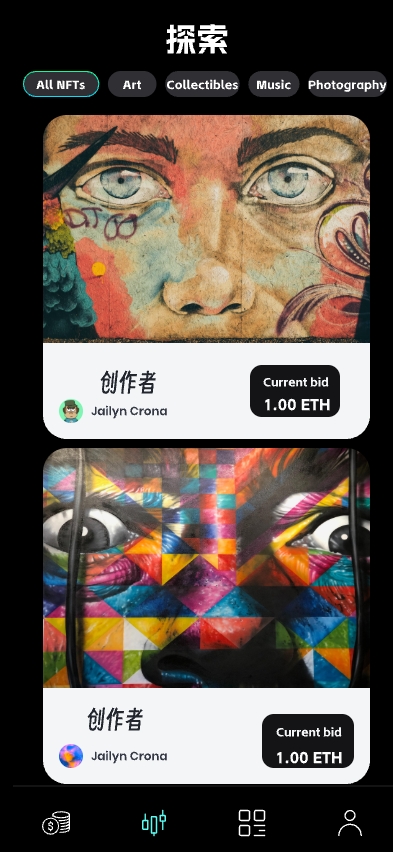 探索
All NFTs Art Collectibles Music Photography
创作者
Jailyn Crona
Current bid
1.00 ETH
创作者
Jailyn Crona
Current bid
1.00 ETH